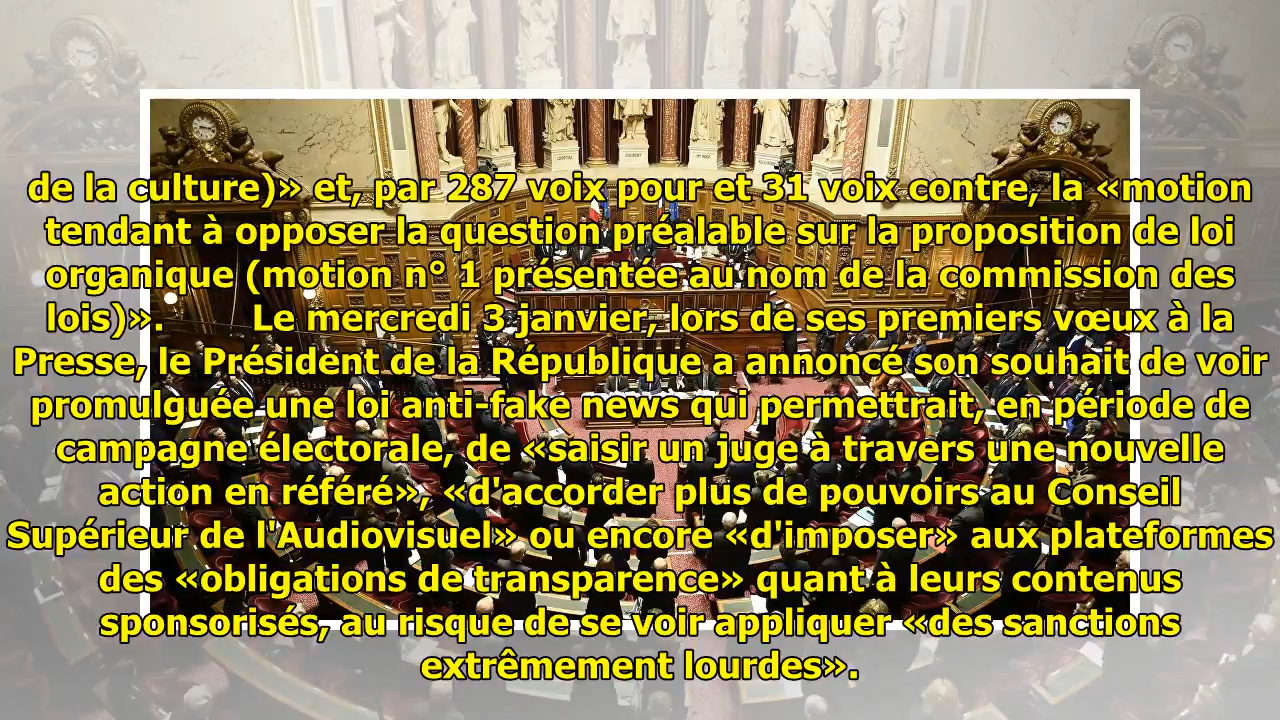 de la culture)» et, par 287 voix pour et 31 voix contre, la «motion
tendant à opposer la question préalable sur la proposition de loi
organique (motion n° 1 présentée au nom de la commission des
lois)». Le mercredi 3 janvier, lors de ses premiers vœux à la
Presse, le Président de la République a annoncé son souhait de voir
promulguée une loi anti-fake news qui permettrait, en période de
campagne électorale, de «saisir un juge à travers une nouvelle
action en référé», «d'accorder plus de pouvoirs au Conseil
Supérieur de l'Audiovisuel» ou encore «d'imposer» aux plateformes
des «obligations de transparence» quant à leurs contenus
sponsorisés, au risque de se voir appliquer «des sanctions
extrêmement lourdes».